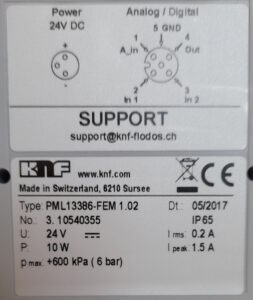 Power
24V DC
Analog / Digital
5 GND
1
4
A_in
Out
2
3
In 1
In 2
SUPPORT
support@knf-flodos.ch
KNF
www.knf.com
Made in Switzerland, 6210 Sursee
Type: PML13386-FEM 1.02
Dt.: 05/2017
No.: 3. 10540355
IP65
U: 24 V
I rms: 0.2 A
P: 10 W
I peak: 1.5 A
p max: +600 kPa ( 6 bar)